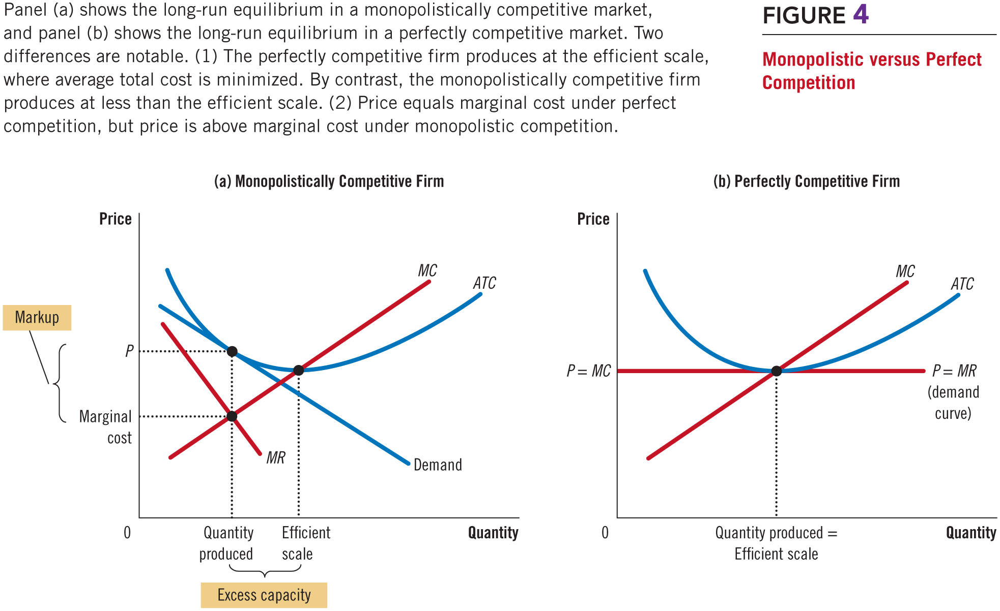 Panel (a) shows the long-run equilibrium in a monopolistically competitive market,
and panel (b) shows the long-run equilibrium in a perfectly competitive market. Two
differences are notable. (1) The perfectly competitive firm produces at the efficient scale,
where average total cost is minimized. By contrast, the monopolistically competitive firm
produces at less than the efficient scale. (2) Price equals marginal cost under perfect
competition, but price is above marginal cost under monopolistic competition.
FIGURE 4
Monopolistic versus Perfect
Competition
(a) Monopolistically Competitive Firm
Price
MC
ATC
Markup
P
Marginal
cost
MR
Demand
0
Quantity
produced
Efficient
scale
Quantity
Excess capacity
(b) Perfectly Competitive Firm
Price
MC
ATC
P = MC
P = MR
(demand
curve)
0
Quantity produced =
Efficient scale
Quantity